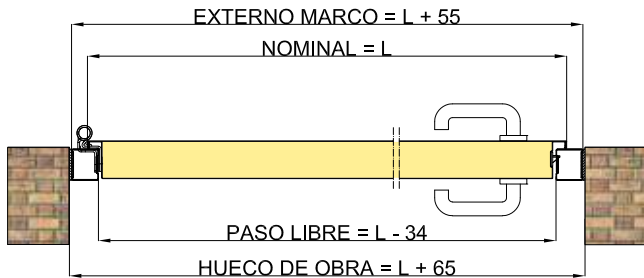 EXTERNO MARCO = L + 55
NOMINAL = L
PASO LIBRE = L - 34
HUECO DE OBRA = L + 65